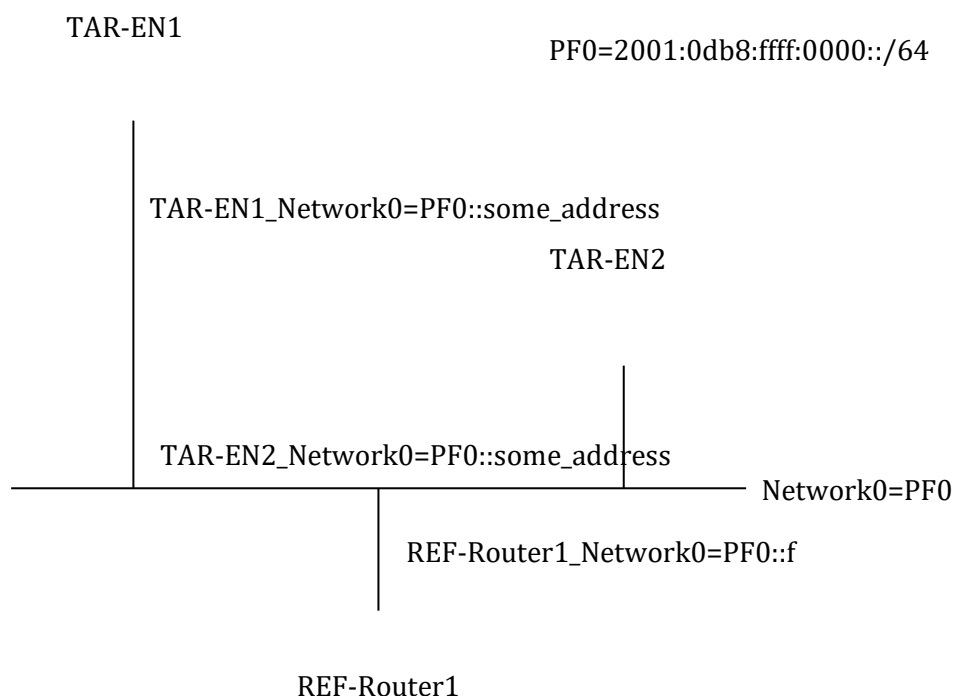 TAR-EN1
PF0=2001:0db8:ffff:0000::/64
TAR-EN1_Network0=PF0::some_address
TAR-EN2
TAR-EN2_Network0=PF0::some_address
Network0=PF0
REF-Router1_Network0=PF0::f
REF-Router1